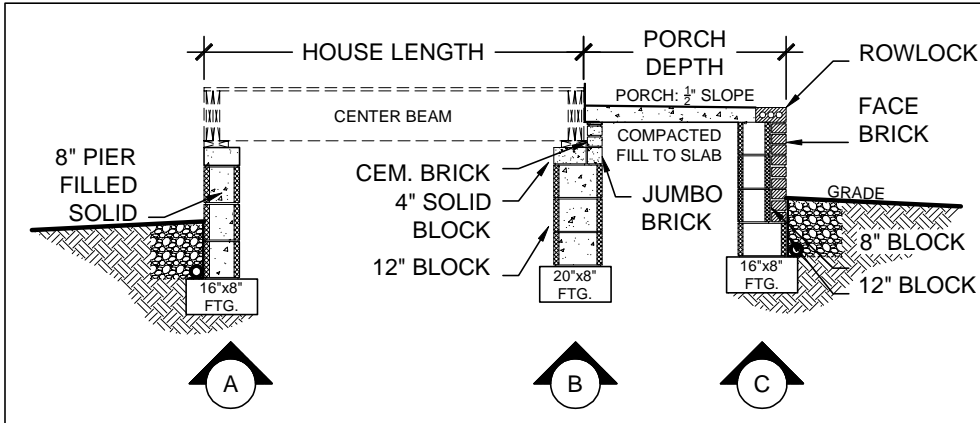 HOUSE LENGTH
PORCH
DEPTH
ROWLOCK
PORCH: ½" SLOPE
CENTER BEAM
FACE
BRICK
8" PIER
FILLED
SOLID
COMPACTED
FILL TO SLAB
CEM. BRICK
4" SOLID
BLOCK
JUMBO
BRICK
GRADE
12" BLOCK
8" BLOCK
12" BLOCK
16"x8"
FTG.
20"x8"
FTG.
16"x8"
FTG.
A
B
C